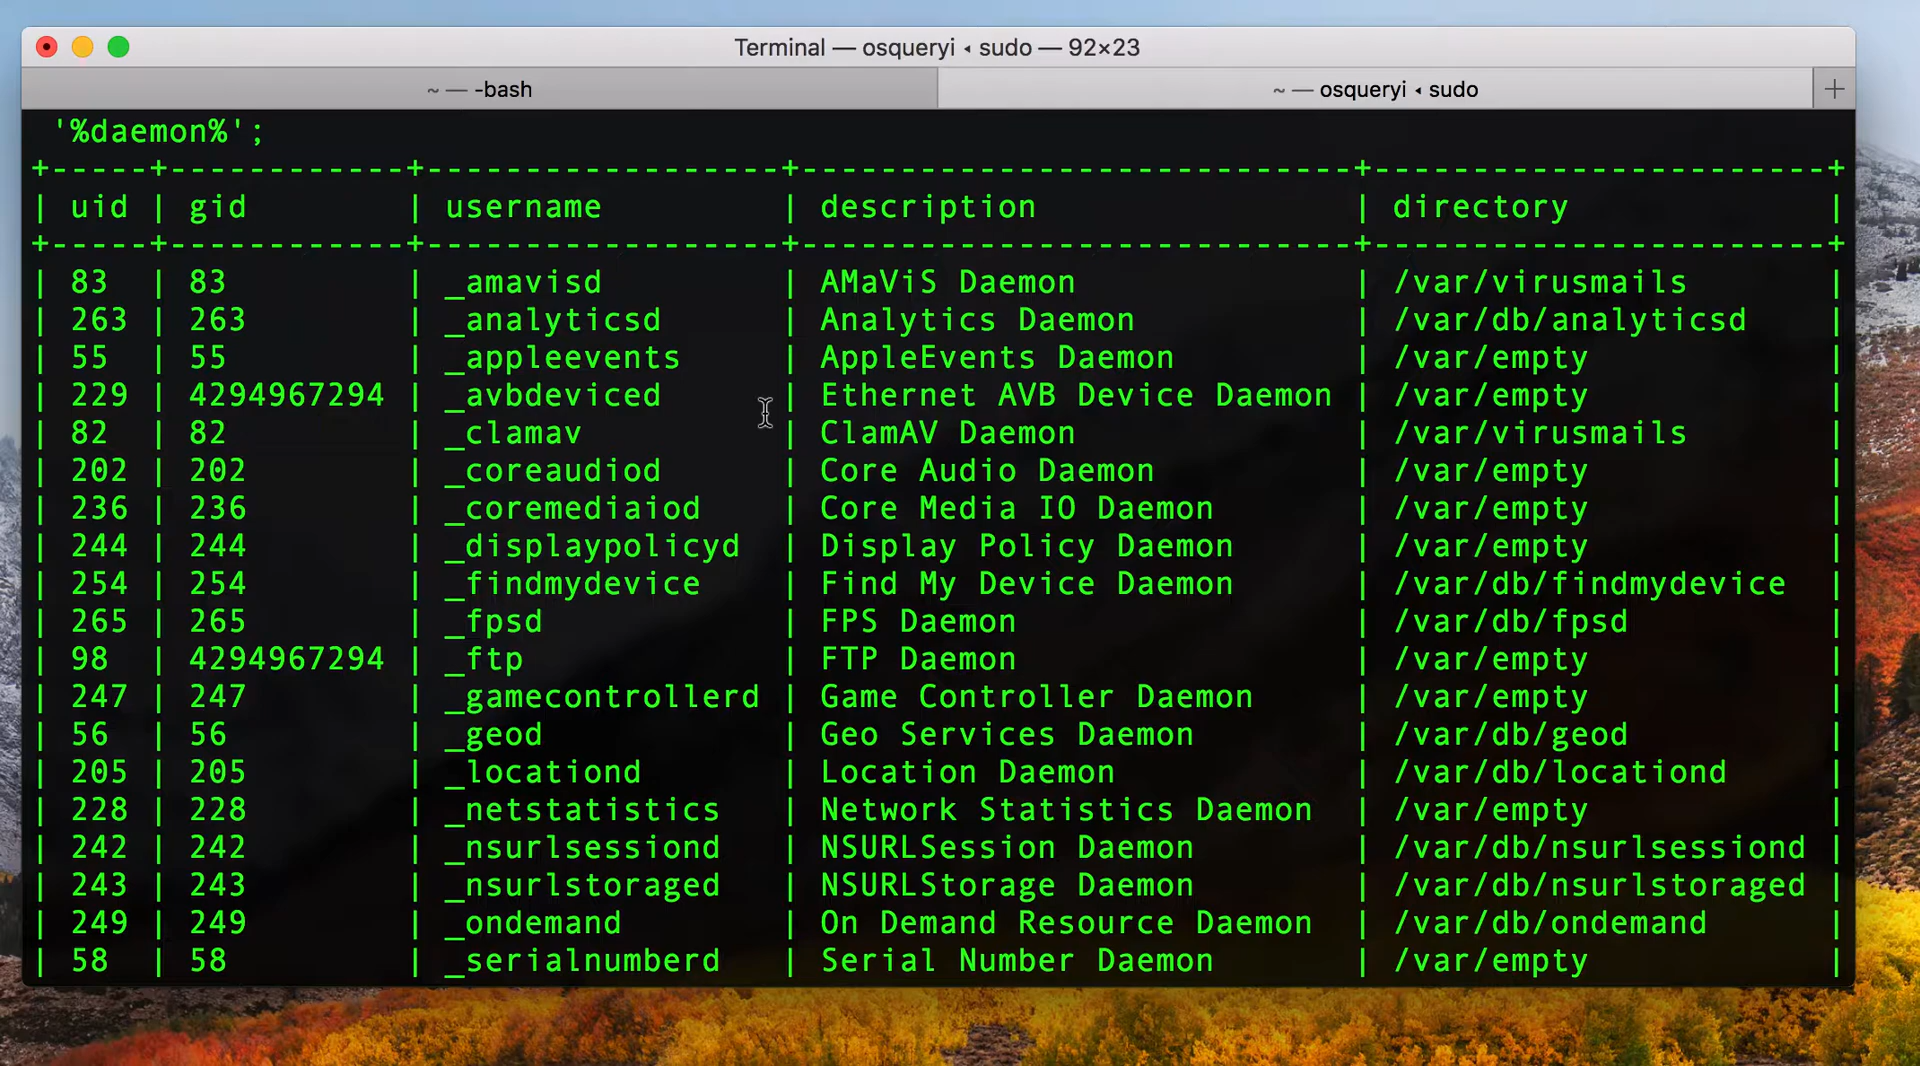 Terminal — osqueryi ◂ sudo — 92×23
~ — -bash
~ — osqueryi ◂ sudo
'%daemon%';
+-----+------------+------------------+----------------------------+-----------------------+
| uid | gid        | username         | description                | directory             |
+-----+------------+------------------+----------------------------+-----------------------+
| 83  | 83         | _amavisd         | AMaViS Daemon              | /var/virusmails       |
| 263 | 263        | _analyticsd      | Analytics Daemon           | /var/db/analyticsd    |
| 55  | 55         | _appleevents     | AppleEvents Daemon         | /var/empty            |
| 229 | 4294967294 | _avbdeviced      | Ethernet AVB Device Daemon | /var/empty            |
| 82  | 82         | _clamav          | ClamAV Daemon              | /var/virusmails       |
| 202 | 202        | _coreaudiod      | Core Audio Daemon          | /var/empty            |
| 236 | 236        | _coremediaiod    | Core Media IO Daemon       | /var/empty            |
| 244 | 244        | _displaypolicyd  | Display Policy Daemon      | /var/empty            |
| 254 | 254        | _findmydevice    | Find My Device Daemon      | /var/db/findmydevice  |
| 265 | 265        | _fpsd            | FPS Daemon                 | /var/db/fpsd          |
| 98  | 4294967294 | _ftp             | FTP Daemon                 | /var/empty            |
| 247 | 247        | _gamecontrollerd | Game Controller Daemon     | /var/empty            |
| 56  | 56         | _geod            | Geo Services Daemon        | /var/db/geod          |
| 205 | 205        | _locationd       | Location Daemon            | /var/db/locationd     |
| 228 | 228        | _netstatistics   | Network Statistics Daemon  | /var/empty            |
| 242 | 242        | _nsurlsessiond   | NSURLSession Daemon        | /var/db/nsurlsessiond |
| 243 | 243        | _nsurlstoraged   | NSURLStorage Daemon        | /var/db/nsurlstoraged |
| 249 | 249        | _ondemand        | On Demand Resource Daemon  | /var/db/ondemand      |
| 58  | 58         | _serialnumberd   | Serial Number Daemon       | /var/empty            |